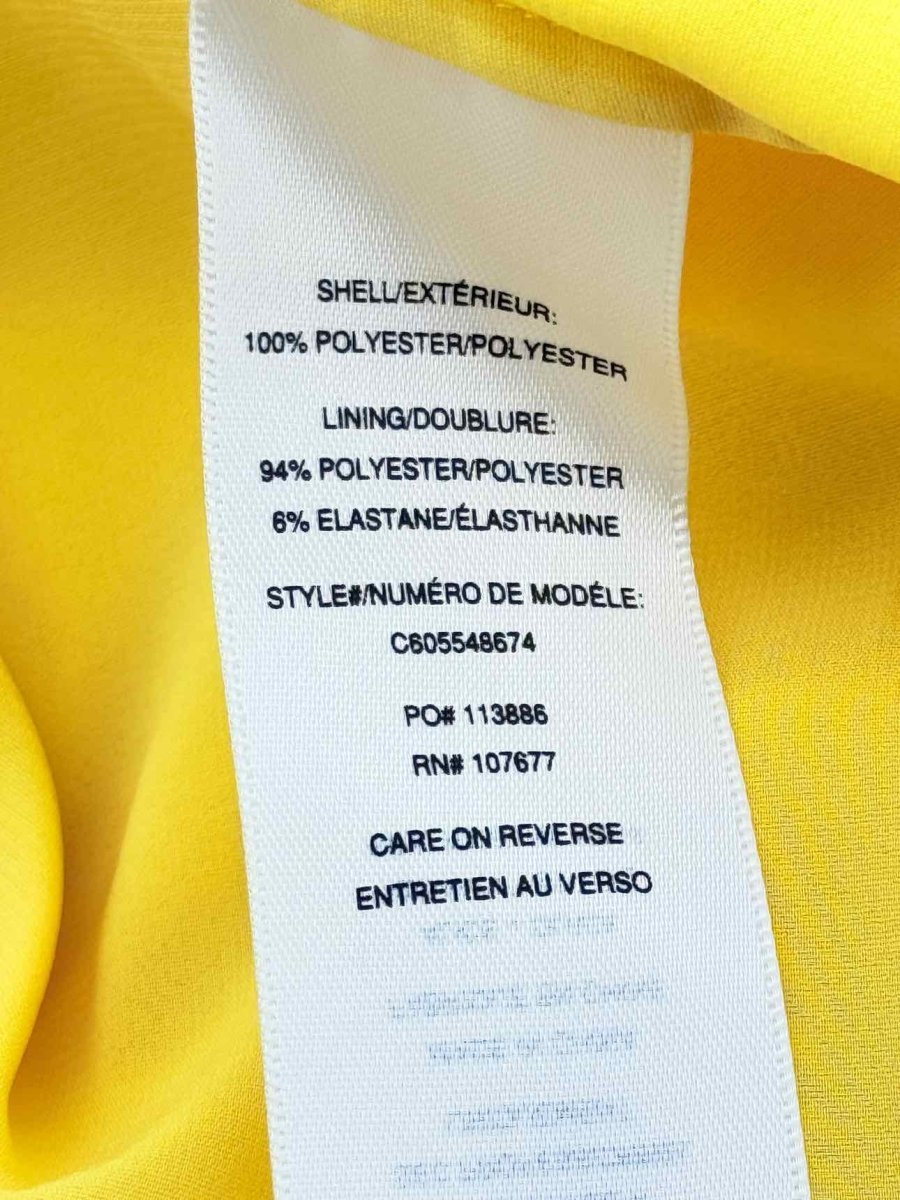 SHELL/EXTÉRIEUR:
100% POLYESTER/POLYESTER
LINING/DOUBLURE:
94% POLYESTER/POLYESTER
6% ELASTANE/ÉLASTHANNE
STYLE#/NUMÉRO DE MODÉLE:
C605548674
PO# 113886
RN# 107677
CARE ON REVERSE
ENTRETIEN AU VERSO